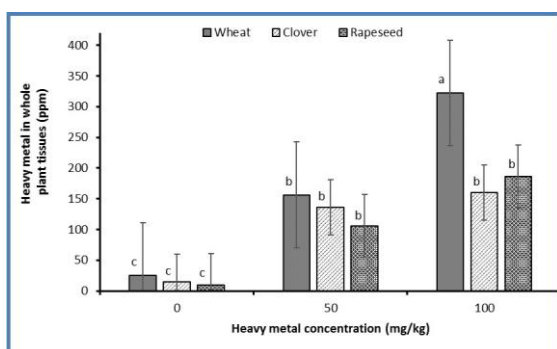 Wheat Clover Rapeseed
Heavy metal in whole
plant tissues (ppm)
400
350
300
250
200
150
100
50
0
c c c
b b b
a b b
0 50 100
Heavy metal concentration (mg/kg)